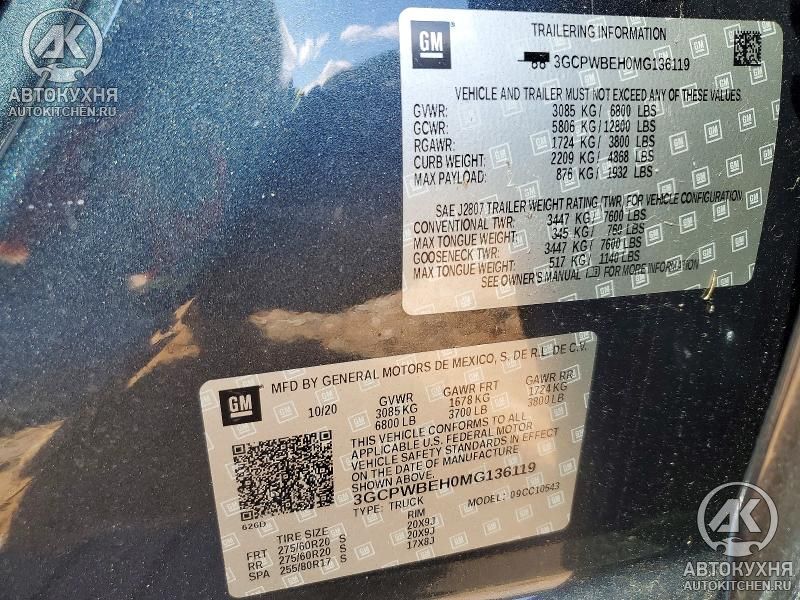 AK
АВТОКУХНЯ
AUTOKITCHEN.RU
GM
TRAILERING INFORMATION
3GCPWBEH0MG136119
VEHICLE AND TRAILER MUST NOT EXCEED ANY OF THESE VALUES.
GVWR: 3085 KG/ 6800 LBS
GCWR: 5806 KG/12800 LBS
RGAWR: 1724 KG/ 3800 LBS
CURB WEIGHT: 2209 KG/ 4868 LBS
MAX PAYLOAD: 876 KG/ 1932 LBS
SAE J2807 TRAILER WEIGHT RATING (TWR) FOR VEHICLE CONFIGURATION
CONVENTIONAL TWR: 3447 KG/ 7600 LBS
MAX TONGUE WEIGHT: 345 KG/ 760 LBS
GOOSENECK TWR: 3447 KG/ 7600 LBS
MAX TONGUE WEIGHT: 517 KG/ 1140 LBS
SEE OWNER'S MANUAL FOR MORE INFORMATION
GM
MFD BY GENERAL MOTORS DE MEXICO, S. DE R.L. DE C.V.
10/20 GVWR GAWR FRT GAWR RR
3085 KG 1678 KG 1724 KG
6800 LB 3700 LB 3800 LB
THIS VEHICLE CONFORMS TO ALL
APPLICABLE U.S. FEDERAL MOTOR
VEHICLE SAFETY STANDARDS IN EFFECT
ON THE DATE OF MANUFACTURE
SHOWN ABOVE.
3GCPWBEH0MG136119
626D TYPE: TRUCK MODEL: 09CC10543
TIRE SIZE RIM
FRT 275/60R20 S 20X9J
RR 275/60R20 S 20X9J
SPA 255/80R17 S 17X8J
AK
АВТОКУХНЯ
AUTOKITCHEN.RU